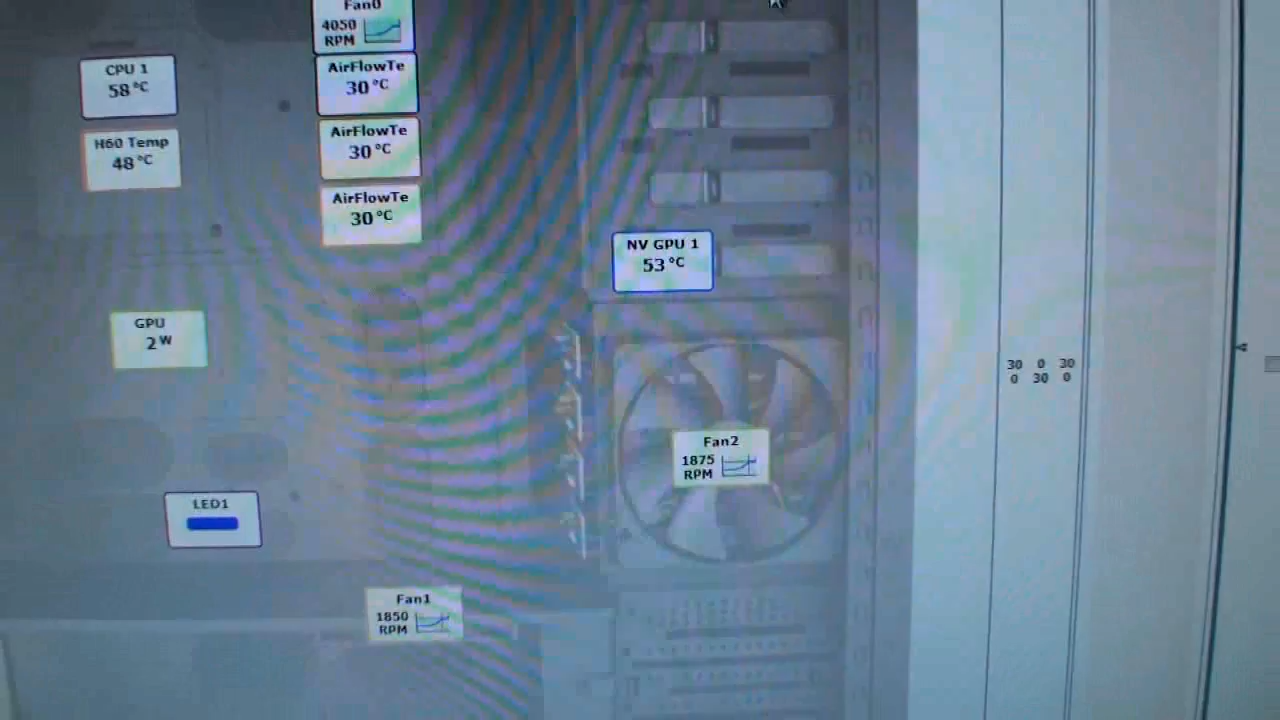 Fan0
4050
RPM
CPU 1
58 °C
AirFlowTe
30 °C
H60 Temp
48 °C
AirFlowTe
30 °C
AirFlowTe
30 °C
NV GPU 1
53 °C
GPU
2 W
30 0 30
0 30 0
Fan2
1875
RPM
LED1
Fan1
1850
RPM